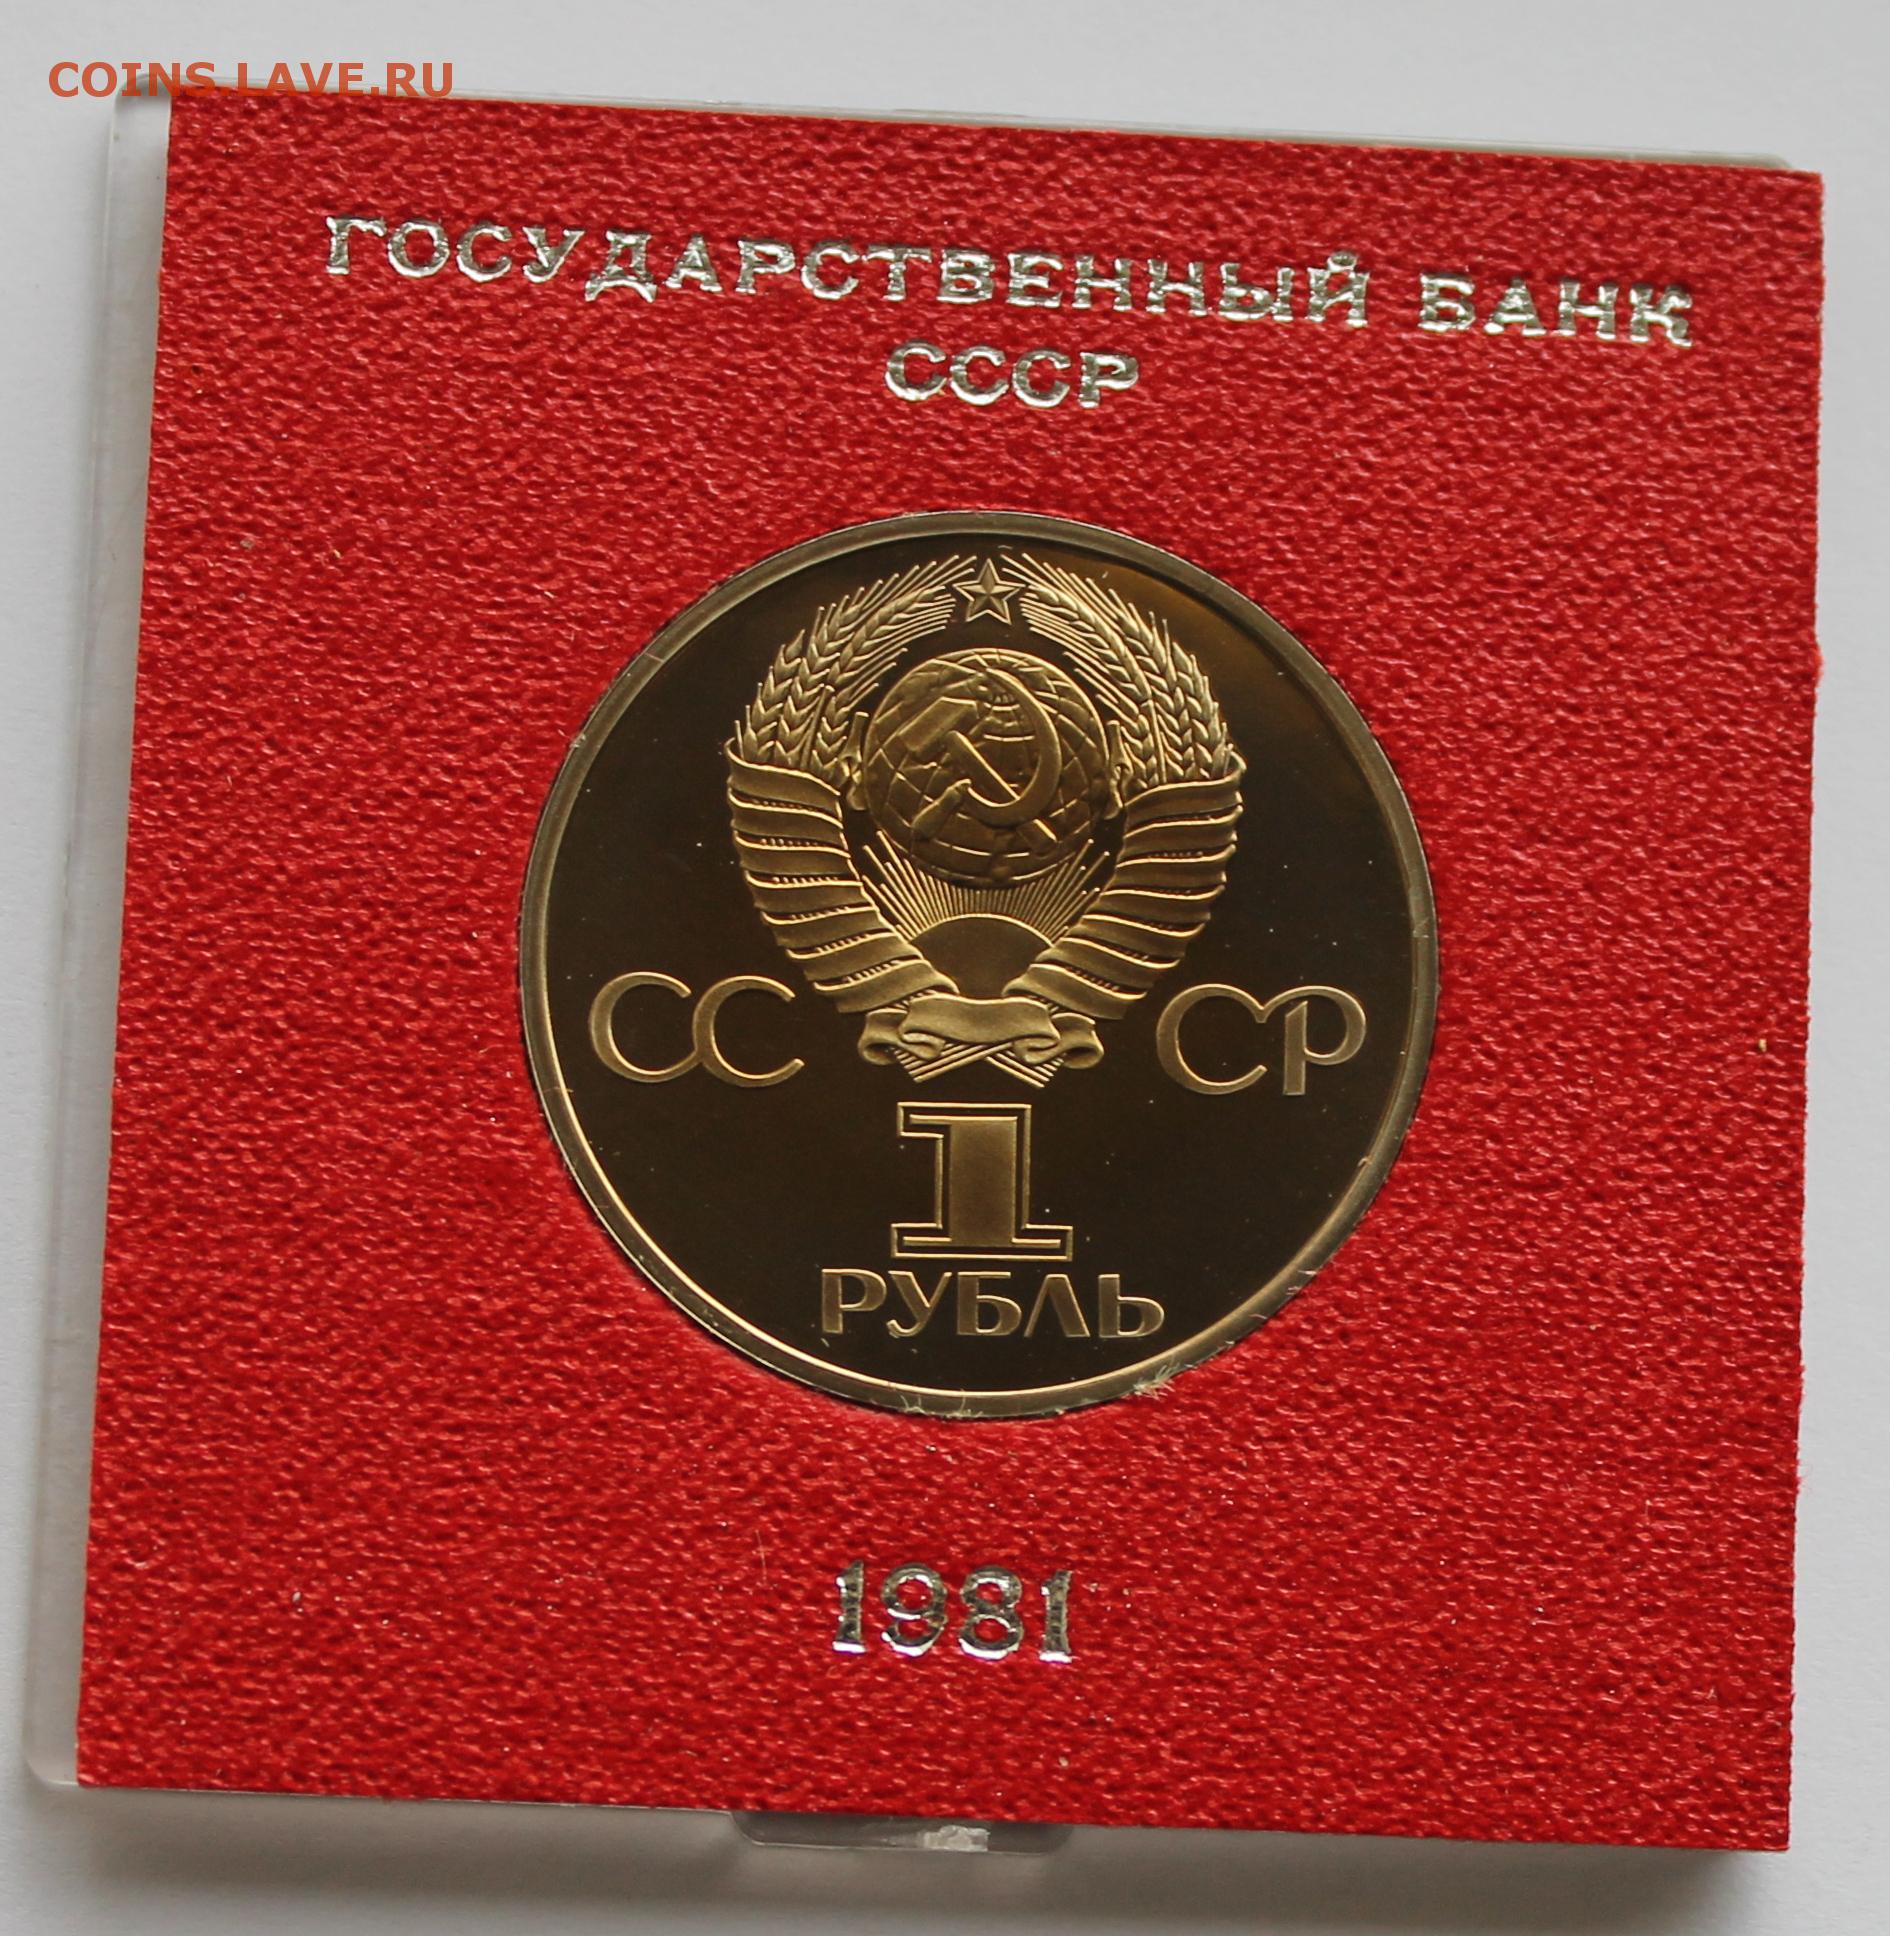 COINS.LAVE.RU
ГОСУДАРСТВЕННЫЙ БАНК
СССР
СС СР
1
РУБЛЬ
1981